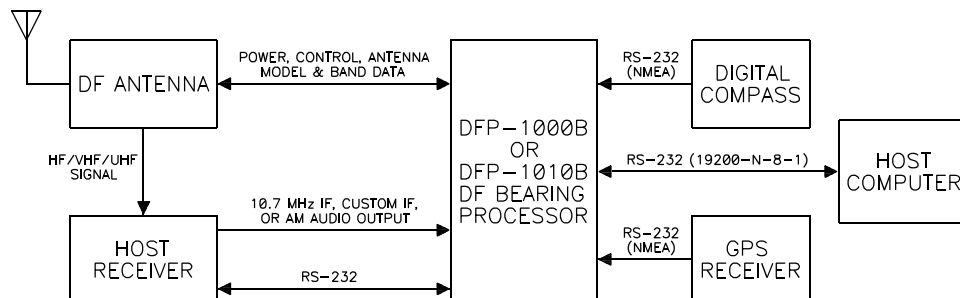 POWER, CONTROL, ANTENNA
MODEL & BAND DATA
DF ANTENNA
RS-232
(NMEA)
DIGITAL
COMPASS
DFP-1000B
OR
DFP-1010B
DF BEARING
PROCESSOR
HF/VHF/UHF
SIGNAL
RS-232 (19200-N-8-1)
HOST
COMPUTER
10.7 MHz IF, CUSTOM IF,
OR AM AUDIO OUTPUT
HOST
RECEIVER
RS-232
RS-232
(NMEA)
GPS
RECEIVER